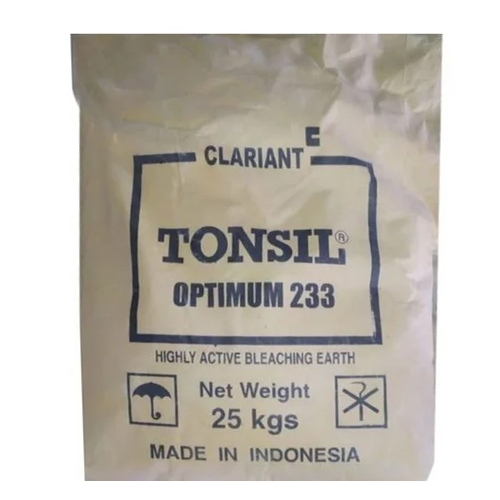 CLARIANT
TONSIL®
OPTIMUM 233
HIGHLY ACTIVE BLEACHING EARTH
Net Weight
25 kgs
MADE IN INDONESIA